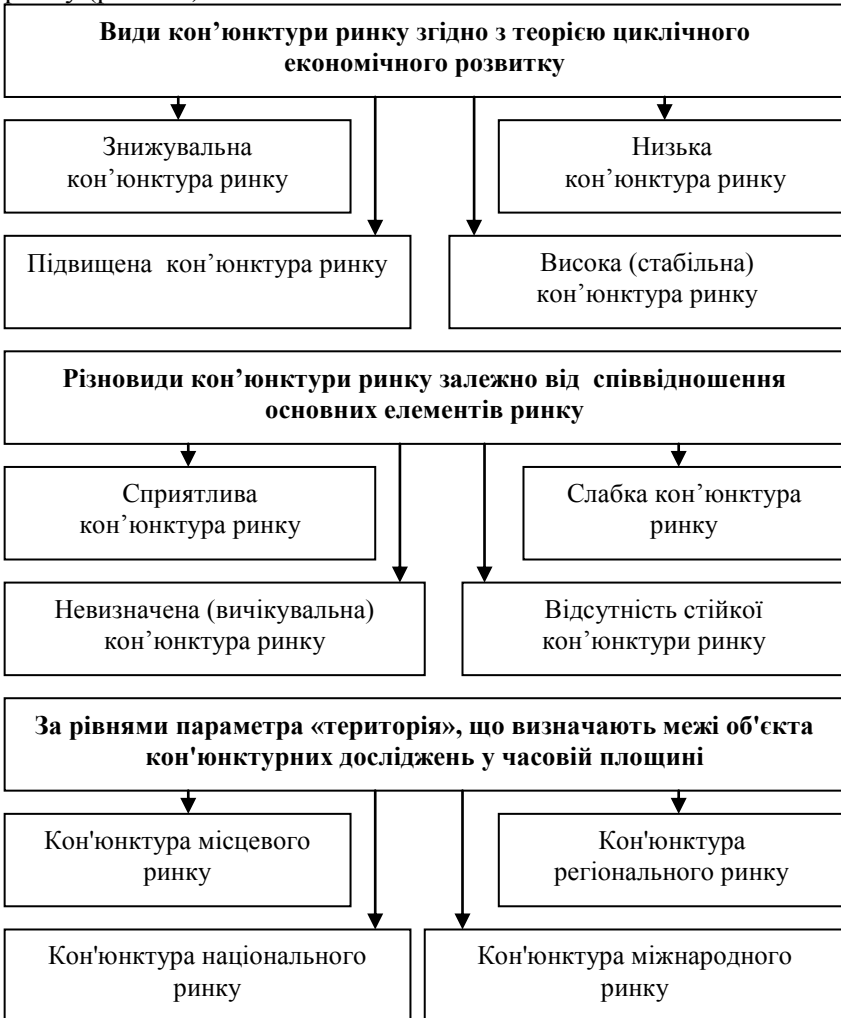 Види кон’юнктури ринку згідно з теорією циклічного
економічного розвитку
Знижувальна
кон’юнктура ринку
Низька
кон’юнктура ринку
Підвищена кон’юнктура ринку
Висока (стабільна)
кон’юнктура ринку
Різновиди кон’юнктури ринку залежно від співвідношення
основних елементів ринку
Сприятлива
кон’юнктура ринку
Слабка кон’юнктура
ринку
Невизначена (вичікувальна)
кон’юнктура ринку
Відсутність стійкої
кон’юнктури ринку
За рівнями параметра «територія», що визначають межі об'єкта
кон'юнктурних досліджень у часовій площині
Кон'юнктура місцевого
ринку
Кон'юнктура
регіонального ринку
Кон'юнктура національного
ринку
Кон'юнктура міжнародного
ринку